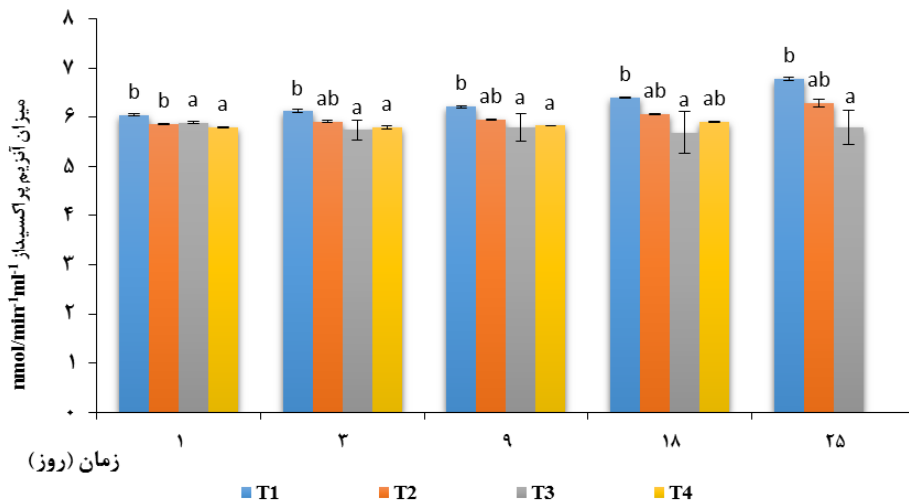 میزان آنزیم پراکسیداز nmol/min⁻¹ml⁻¹
۸
۷
۶
۵
۴
۳
۲
۱
۰
b b a a
b ab a a
b ab a a
b ab a ab
b ab a
۱ ۳ ۹ ۱۸ ۲۵
زمان (روز)
T1 T2 T3 T4